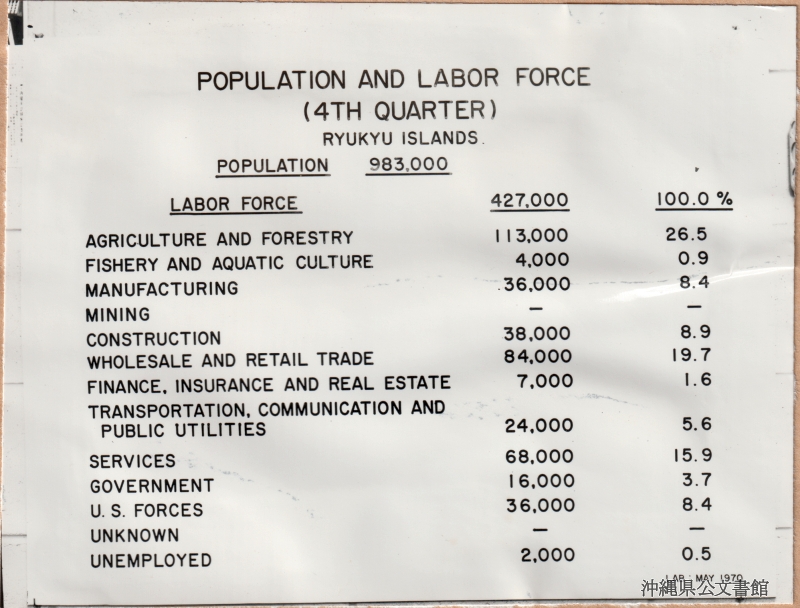 POPULATION AND LABOR FORCE
(4TH QUARTER)
RYUKYU ISLANDS.
POPULATION 983,000
LABOR FORCE 427,000 100.0 %
AGRICULTURE AND FORESTRY 113,000 26.5
FISHERY AND AQUATIC CULTURE 4,000 0.9
MANUFACTURING 36,000 8.4
MINING — —
CONSTRUCTION 38,000 8.9
WHOLESALE AND RETAIL TRADE 84,000 19.7
FINANCE, INSURANCE AND REAL ESTATE 7,000 1.6
TRANSPORTATION, COMMUNICATION AND
PUBLIC UTILITIES 24,000 5.6
SERVICES 68,000 15.9
GOVERNMENT 16,000 3.7
U. S. FORCES 36,000 8.4
UNKNOWN — —
UNEMPLOYED 2,000 0.5
MAY 1970
沖縄県公文書館